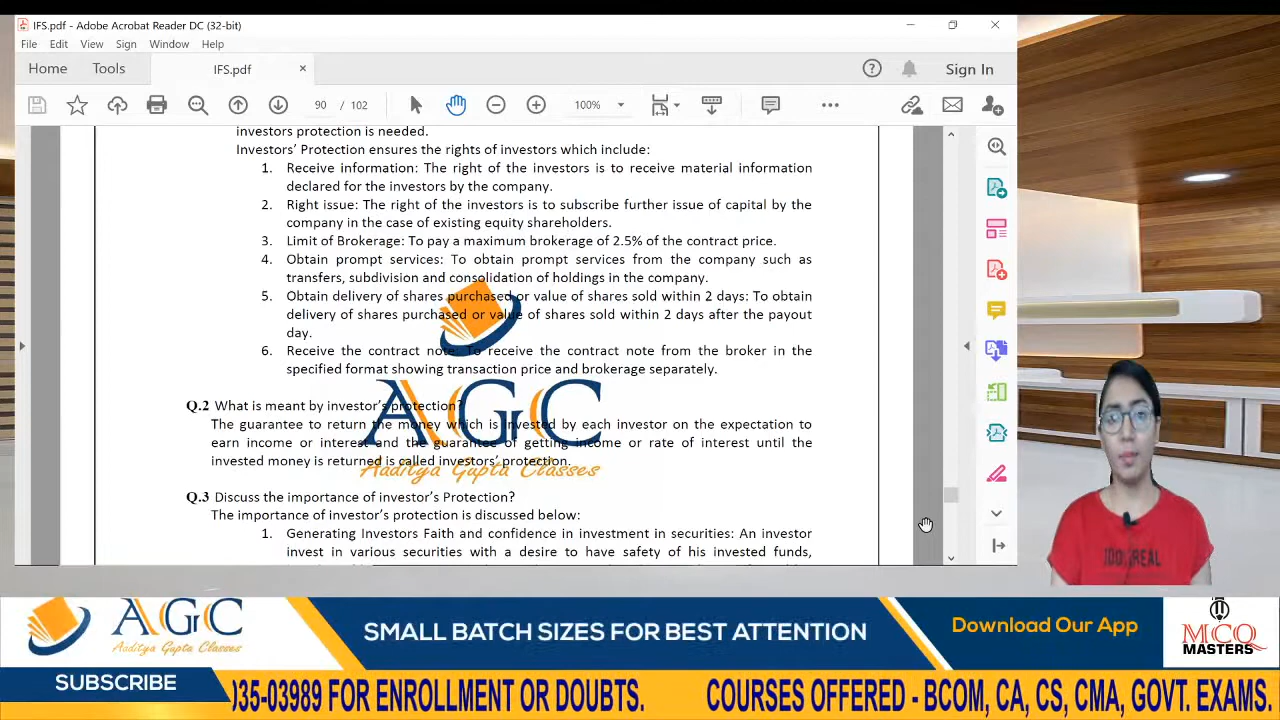 IFS.pdf - Adobe Acrobat Reader DC (32-bit)
File Edit View Sign Window Help
Home Tools IFS.pdf × Sign In
90 / 102 100%
investors protection is needed.
Investors' Protection ensures the rights of investors which include:
1. Receive information: The right of the investors is to receive material information
declared for the investors by the company.
2. Right issue: The right of the investors is to subscribe further issue of capital by the
company in the case of existing equity shareholders.
3. Limit of Brokerage: To pay a maximum brokerage of 2.5% of the contract price.
4. Obtain prompt services: To obtain prompt services from the company such as
transfers, subdivision and consolidation of holdings in the company.
5. Obtain delivery of shares purchased or value of shares sold within 2 days: To obtain
delivery of shares purchased or value of shares sold within 2 days after the payout
day.
6. Receive the contract note: To receive the contract note from the broker in the
specified format showing transaction price and brokerage separately.
Q.2 What is meant by investor's protection?
The guarantee to return the money which is invested by each investor on the expectation to
earn income or interest and the guarantee of getting income or rate of interest until the
invested money is returned is called investors' protection.
Q.3 Discuss the importance of investor's Protection?
The importance of investor's protection is discussed below:
1. Generating Investors Faith and confidence in investment in securities: An investor
invest in various securities with a desire to have safety of his invested funds,
AGC
Aaditya Gupta Classes
AGC
Aaditya Gupta Classes
SMALL BATCH SIZES FOR BEST ATTENTION
Download Our App
MCQ
MASTERS
SUBSCRIBE
035-03989 FOR ENROLLMENT OR DOUBTS. COURSES OFFERED - BCOM, CA, CS, CMA, GOVT. EXAMS.